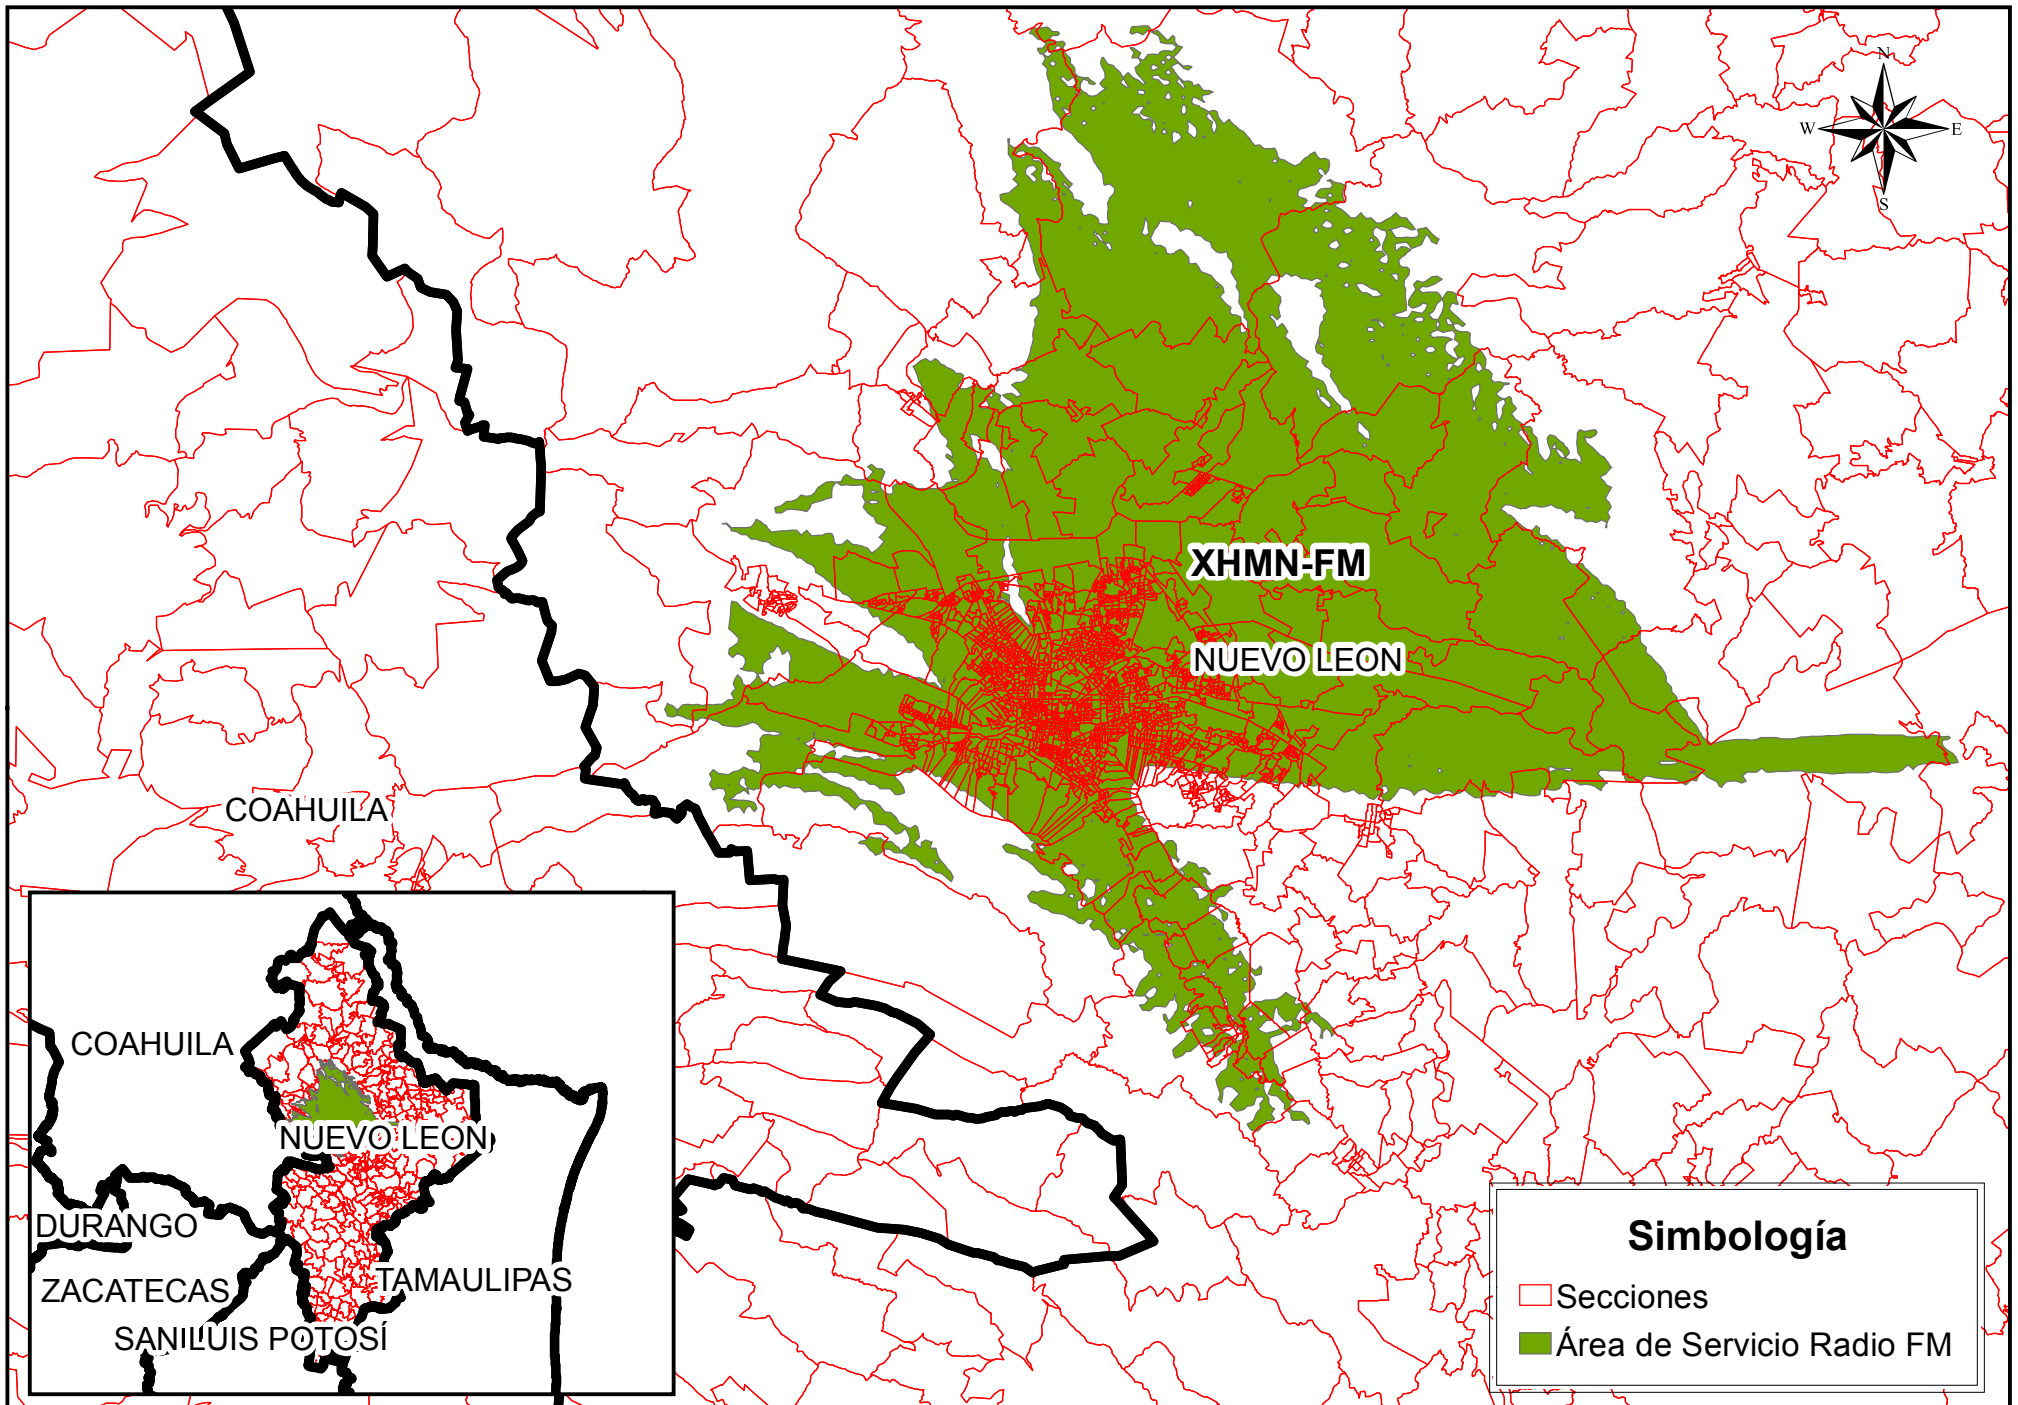 N
W
E
S
XHMN-FM
NUEVO LEON
COAHUILA
COAHUILA
NUEVO LEON
DURANGO
ZACATECAS
TAMAULIPAS
SAN LUIS POTOSÍ
Simbología
Secciones
Área de Servicio Radio FM